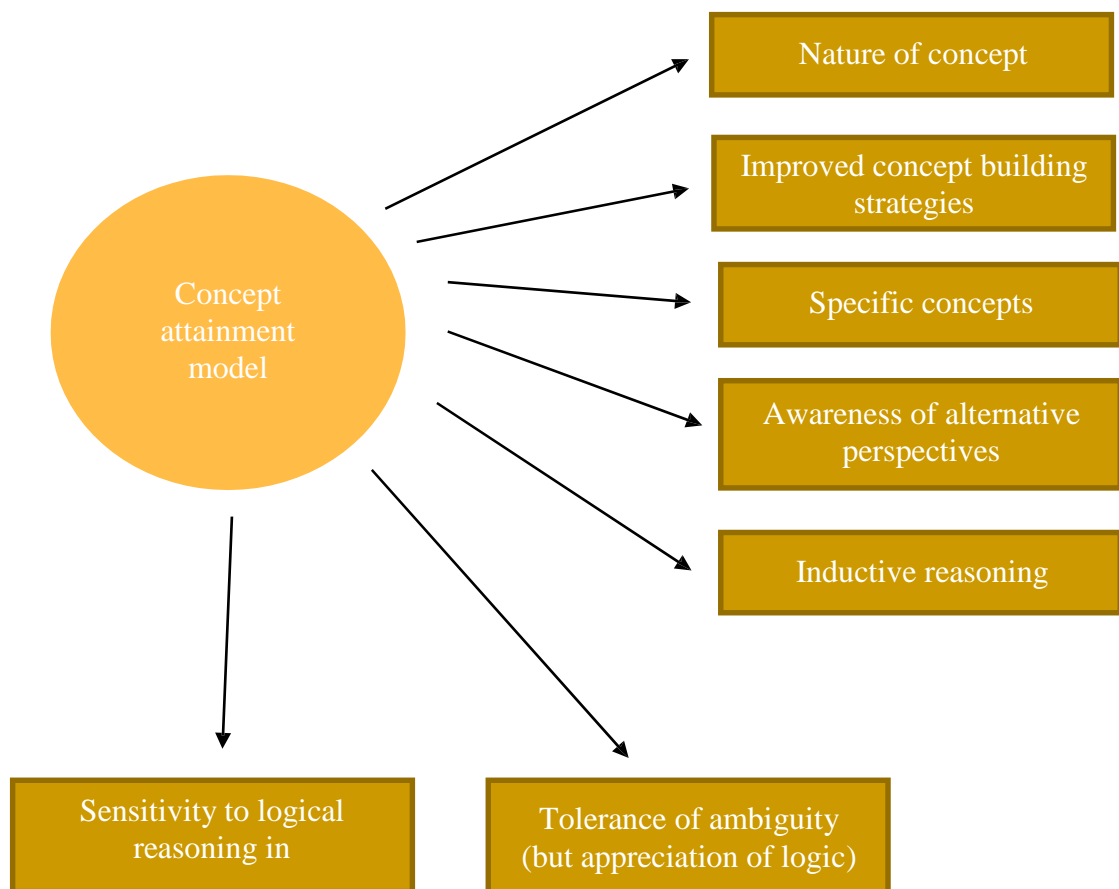 Nature of concept
Improved concept building
strategies
Concept
attainment
model
Specific concepts
Awareness of alternative
perspectives
Inductive reasoning
Sensitivity to logical
reasoning in
Tolerance of ambiguity
(but appreciation of logic)